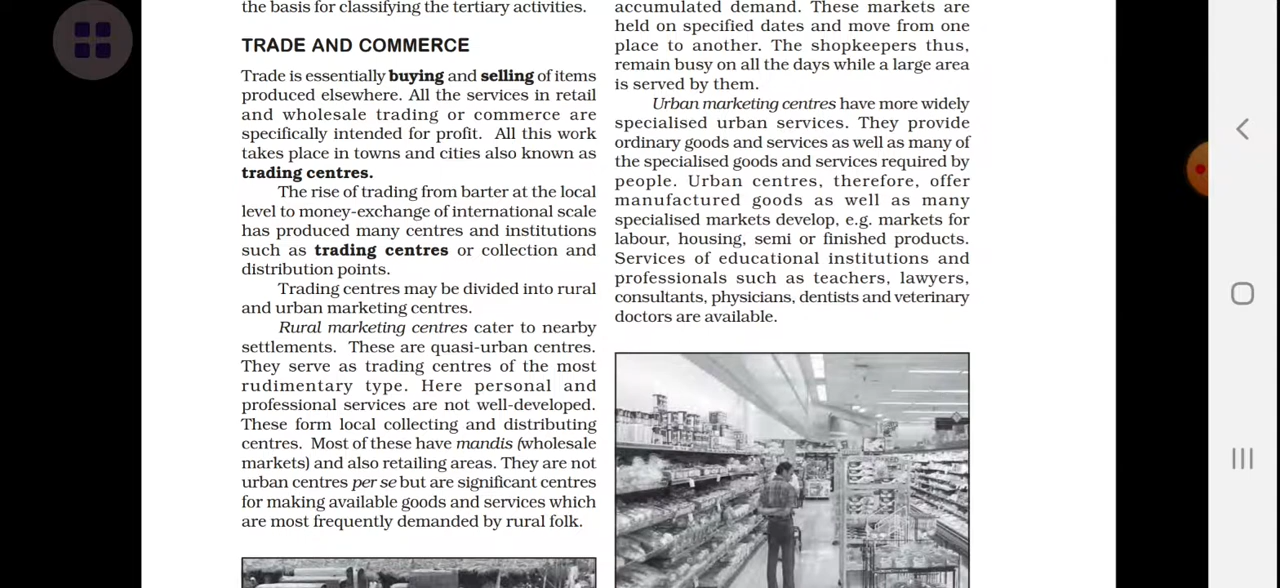 the basis for classifying the tertiary activities.
TRADE AND COMMERCE
Trade is essentially buying and selling of items
produced elsewhere. All the services in retail
and wholesale trading or commerce are
specifically intended for profit. All this work
takes place in towns and cities also known as
trading centres.
The rise of trading from barter at the local
level to money-exchange of international scale
has produced many centres and institutions
such as trading centres or collection and
distribution points.
Trading centres may be divided into rural
and urban marketing centres.
Rural marketing centres cater to nearby
settlements. These are quasi-urban centres.
They serve as trading centres of the most
rudimentary type. Here personal and
professional services are not well-developed.
These form local collecting and distributing
centres. Most of these have mandis (wholesale
markets) and also retailing areas. They are not
urban centres per se but are significant centres
for making available goods and services which
are most frequently demanded by rural folk.
accumulated demand. These markets are
held on specified dates and move from one
place to another. The shopkeepers thus,
remain busy on all the days while a large area
is served by them.
Urban marketing centres have more widely
specialised urban services. They provide
ordinary goods and services as well as many of
the specialised goods and services required by
people. Urban centres, therefore, offer
manufactured goods as well as many
specialised markets develop, e.g. markets for
labour, housing, semi or finished products.
Services of educational institutions and
professionals such as teachers, lawyers,
consultants, physicians, dentists and veterinary
doctors are available.